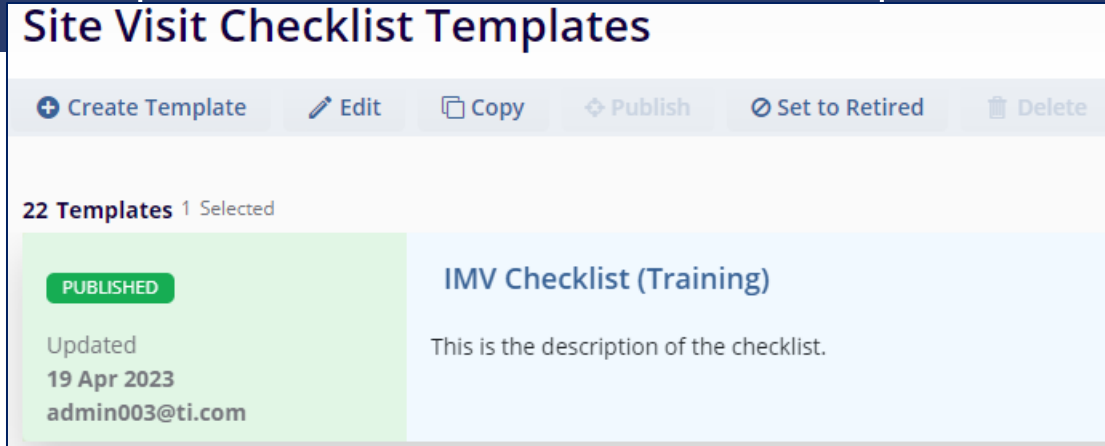 Site Visit Checklist Templates
Create Template Edit Copy Publish Set to Retired Delete
22 Templates 1 Selected
PUBLISHED
IMV Checklist (Training)
Updated
This is the description of the checklist.
19 Apr 2023
admin003@ti.com